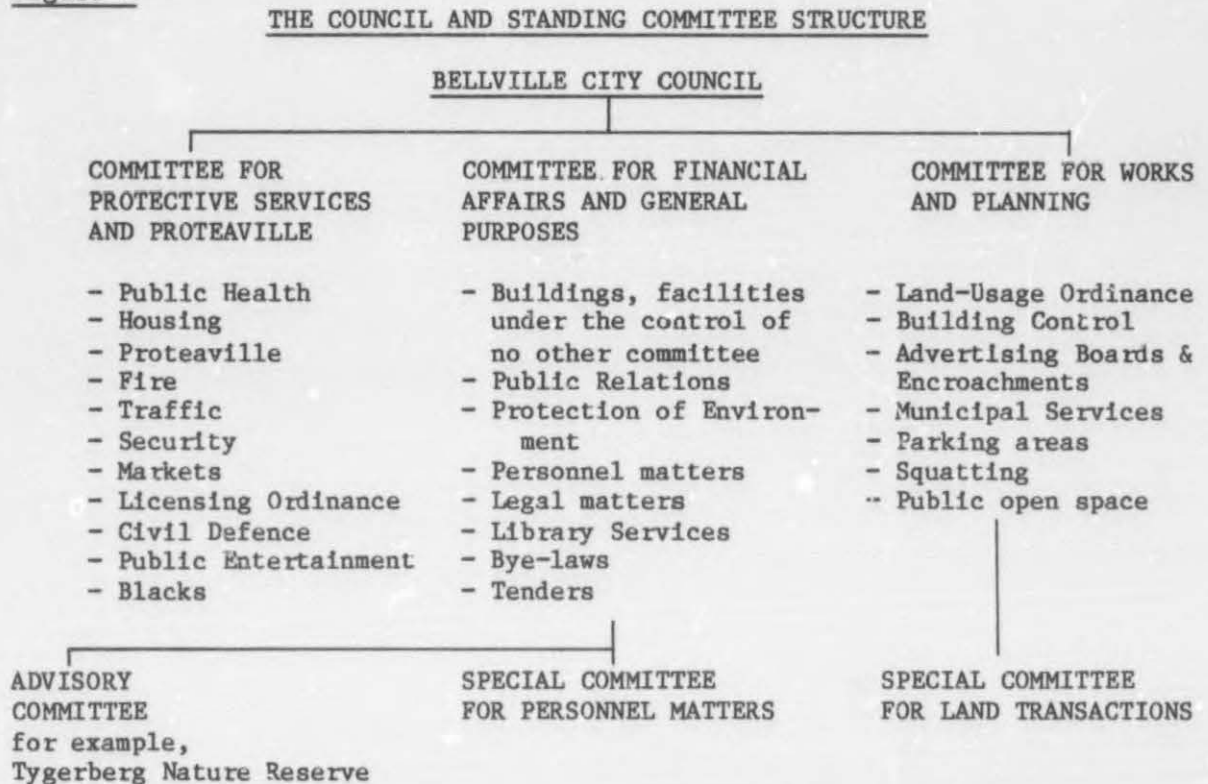 THE COUNCIL AND STANDING COMMITTEE STRUCTURE
BELLVILLE CITY COUNCIL
COMMITTEE FOR
PROTECTIVE SERVICES
AND PROTEAVILLE
- Public Health
- Housing
- Proteaville
- Fire
- Traffic
- Security
- Markets
- Licensing Ordinance
- Civil Defence
- Public Entertainment
- Blacks
COMMITTEE FOR FINANCIAL
AFFAIRS AND GENERAL
PURPOSES
- Buildings, facilities
under the control of
no other committee
- Public Relations
- Protection of Environ-
ment
- Personnel matters
- Legal matters
- Library Services
- Bye-laws
- Tenders
COMMITTEE FOR WORKS
AND PLANNING
- Land-Usage Ordinance
- Building Control
- Advertising Boards &
Encroachments
- Municipal Services
- Parking areas
- Squatting
- Public open space
ADVISORY
COMMITTEE
for example,
Tygerberg Nature Reserve
SPECIAL COMMITTEE
FOR PERSONNEL MATTERS
SPECIAL COMMITTEE
FOR LAND TRANSACTIONS